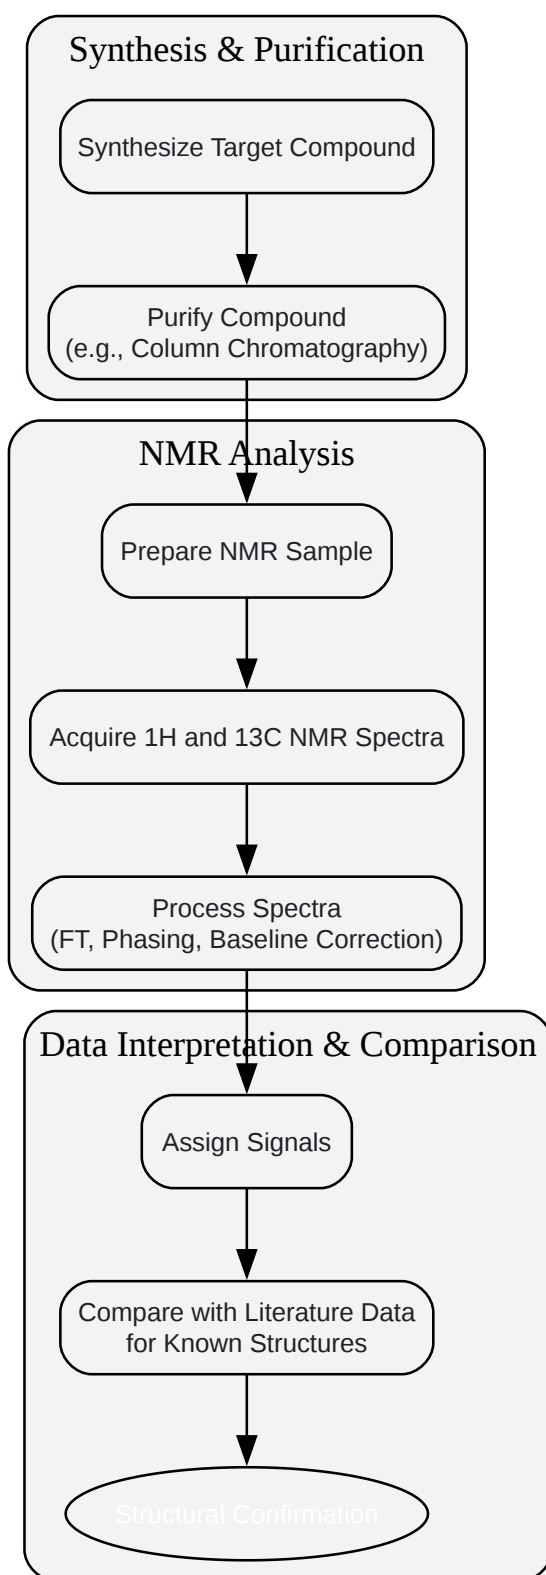 Synthesis & Purification
Synthesize Target Compound
Purify Compound
(e.g., Column Chromatography)
NMR Analysis
Prepare NMR Sample
Acquire 1H and 13C NMR Spectra
Process Spectra
(FT, Phasing, Baseline Correction)
Data Interpretation & Comparison
Assign Signals
Compare with Literature Data
for Known Structures
Structural Confirmation